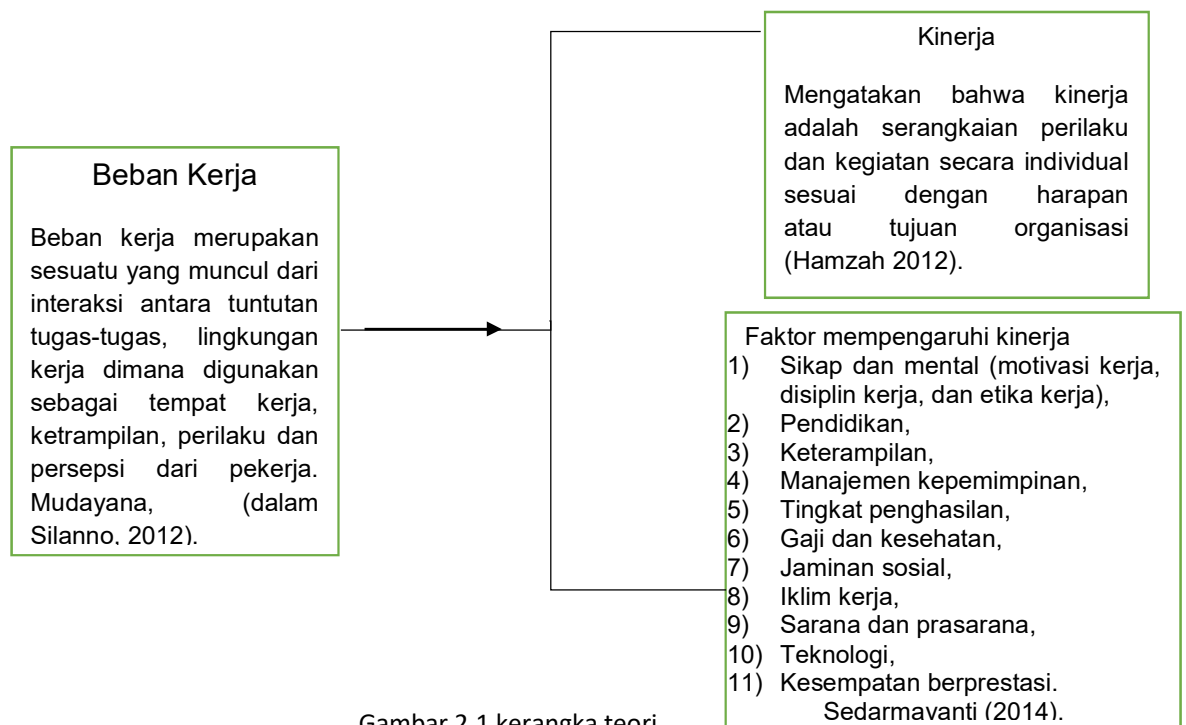 Beban Kerja
Beban kerja merupakan
sesuatu yang muncul dari
interaksi antara tuntutan
tugas-tugas, lingkungan
kerja dimana digunakan
sebagai tempat kerja,
ketrampilan, perilaku dan
persepsi dari pekerja.
Mudayana, (dalam
Silanno, 2012).
Kinerja
Mengatakan bahwa kinerja
adalah serangkaian perilaku
dan kegiatan secara individual
sesuai dengan harapan
atau tujuan organisasi
(Hamzah 2012).
Faktor mempengaruhi kinerja
1) Sikap dan mental (motivasi kerja,
disiplin kerja, dan etika kerja),
2) Pendidikan,
3) Keterampilan,
4) Manajemen kepemimpinan,
5) Tingkat penghasilan,
6) Gaji dan kesehatan,
7) Jaminan sosial,
8) Iklim kerja,
9) Sarana dan prasarana,
10) Teknologi,
11) Kesempatan berprestasi.
Sedarmayanti (2014).
Gambar 2.1 kerangka teori